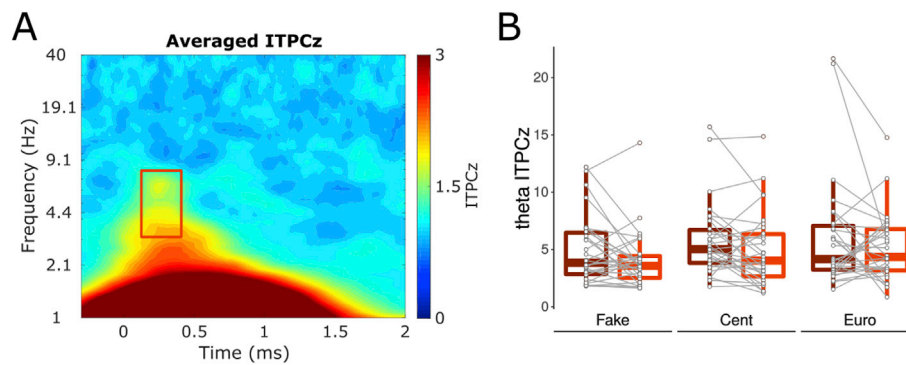 A
Averaged ITPCz
Frequency (Hz)
40
19.1
9.1
4.4
2.1
1
0
0.5
1
1.5
2
Time (ms)
3
1.5
0
ITPCz
B
theta ITPCz
20
15
10
5
0
Fake
Cent
Euro